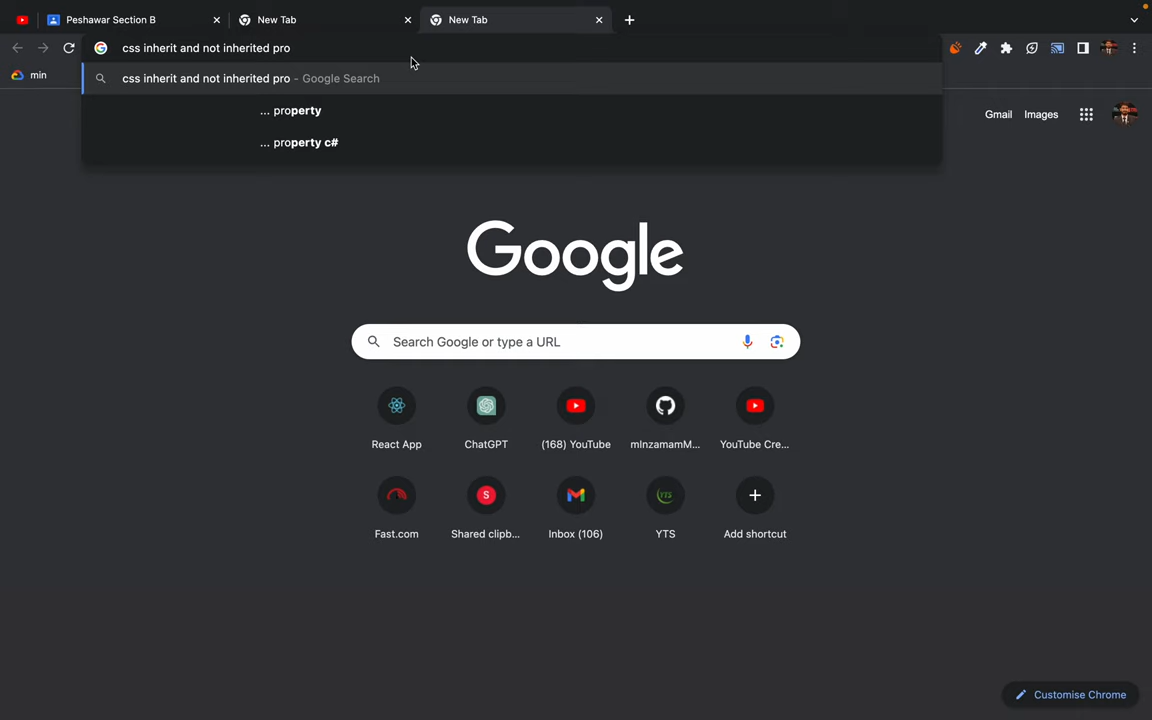 Peshawar Section B
New Tab
New Tab
css inherit and not inherited pro
css inherit and not inherited pro - Google Search
... property
... property c#
min
Gmail
Images
Google
Search Google or type a URL
React App
ChatGPT
(168) YouTube
mInzamamM...
YouTube Cre...
Fast.com
S
Shared clipb...
Inbox (106)
YTS
YTS
Add shortcut
Customise Chrome